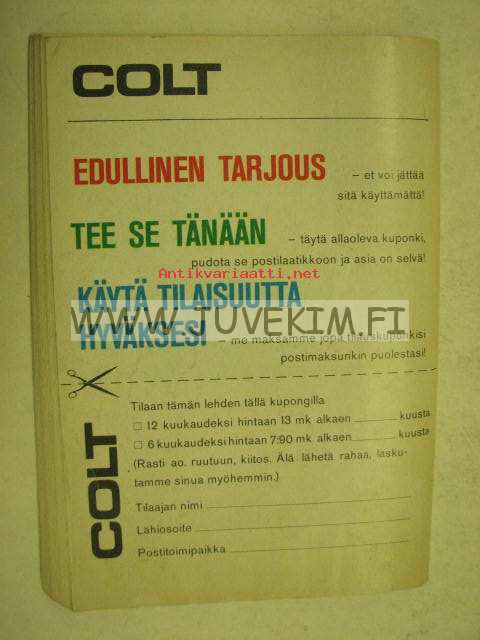 COLT
EDULLINEN TARJOUS – et voi jättää
sitä käyttämättä!
TEE SE TÄNÄÄN – täytä allaoleva kuponki,
pudota se postilaatikkoon ja asia on selvä!
Antikvariaatti.net
KÄYTÄ TILAISUUTTA
WWW.JUVEKIM.FI
HYVÄKSESI – me maksamme jopa tilauskuponkisi
postimaksunkin puolestasi!
COLT
Tilaan tämän lehden tällä kupongilla
□ 12 kuukaudeksi hintaan 13 mk alkaen ______ kuusta
□ 6 kuukaudeksi hintaan 7:90 mk alkaen ______ kuusta
(Rasti ao. ruutuun, kiitos. Älä lähetä rahaa, lasku-
tamme sinua myöhemmin.)
Tilaajan nimi
Lähiosoite
Postitoimipaikka